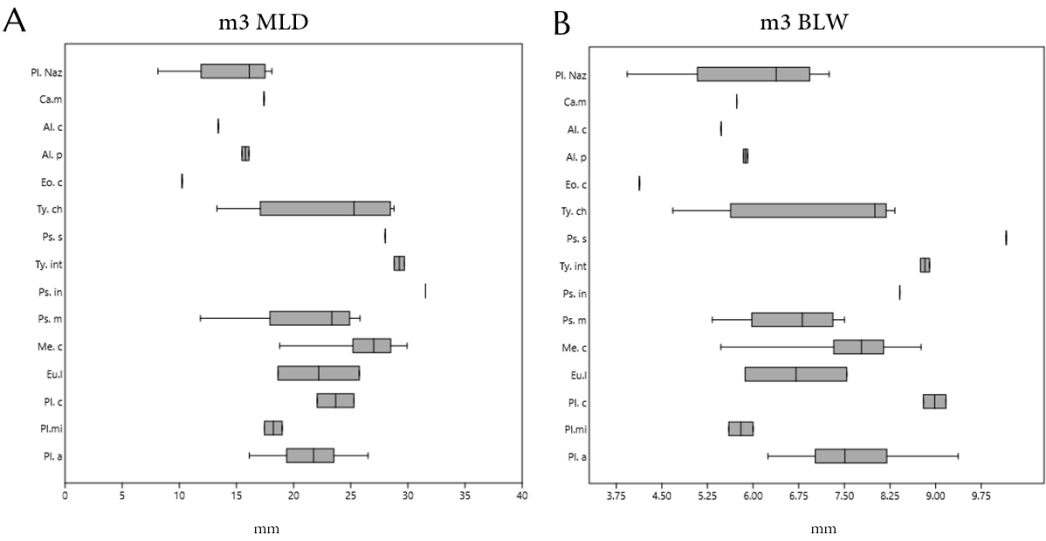 A
m3 MLD
Pl. Naz
Ca.m
Al. c
Al. p
Eo. c
Ty. ch
Ps. s
Ty. int
Ps. in
Ps. m
Me. c
Eu.l
Pl. c
Pl.mi
Pl. a
0 5 10 15 20 25 30 35 40
mm
B
m3 BLW
Pl. Naz
Ca.m
Al. c
Al. p
Eo. c
Ty. ch
Ps. s
Ty. int
Ps. in
Ps. m
Me. c
Eu.l
Pl. c
Pl.mi
Pl. a
3.75 4.50 5.25 6.00 6.75 7.50 8.25 9.00 9.75
mm